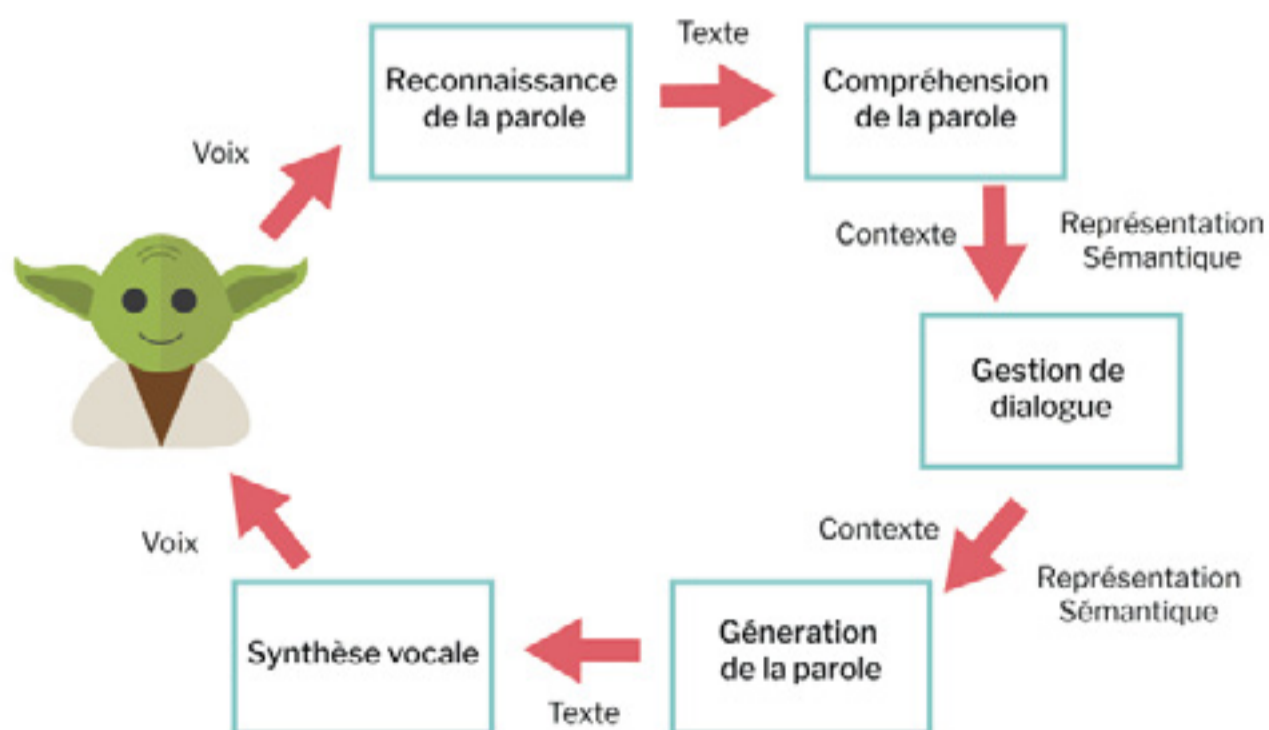 Voix
Reconnaissance
de la parole
Texte
Compréhension
de la parole
Contexte
Représentation
Sémantique
Gestion de
dialogue
Contexte
Représentation
Sémantique
Géneration
de la parole
Texte
Synthèse vocale
Voix